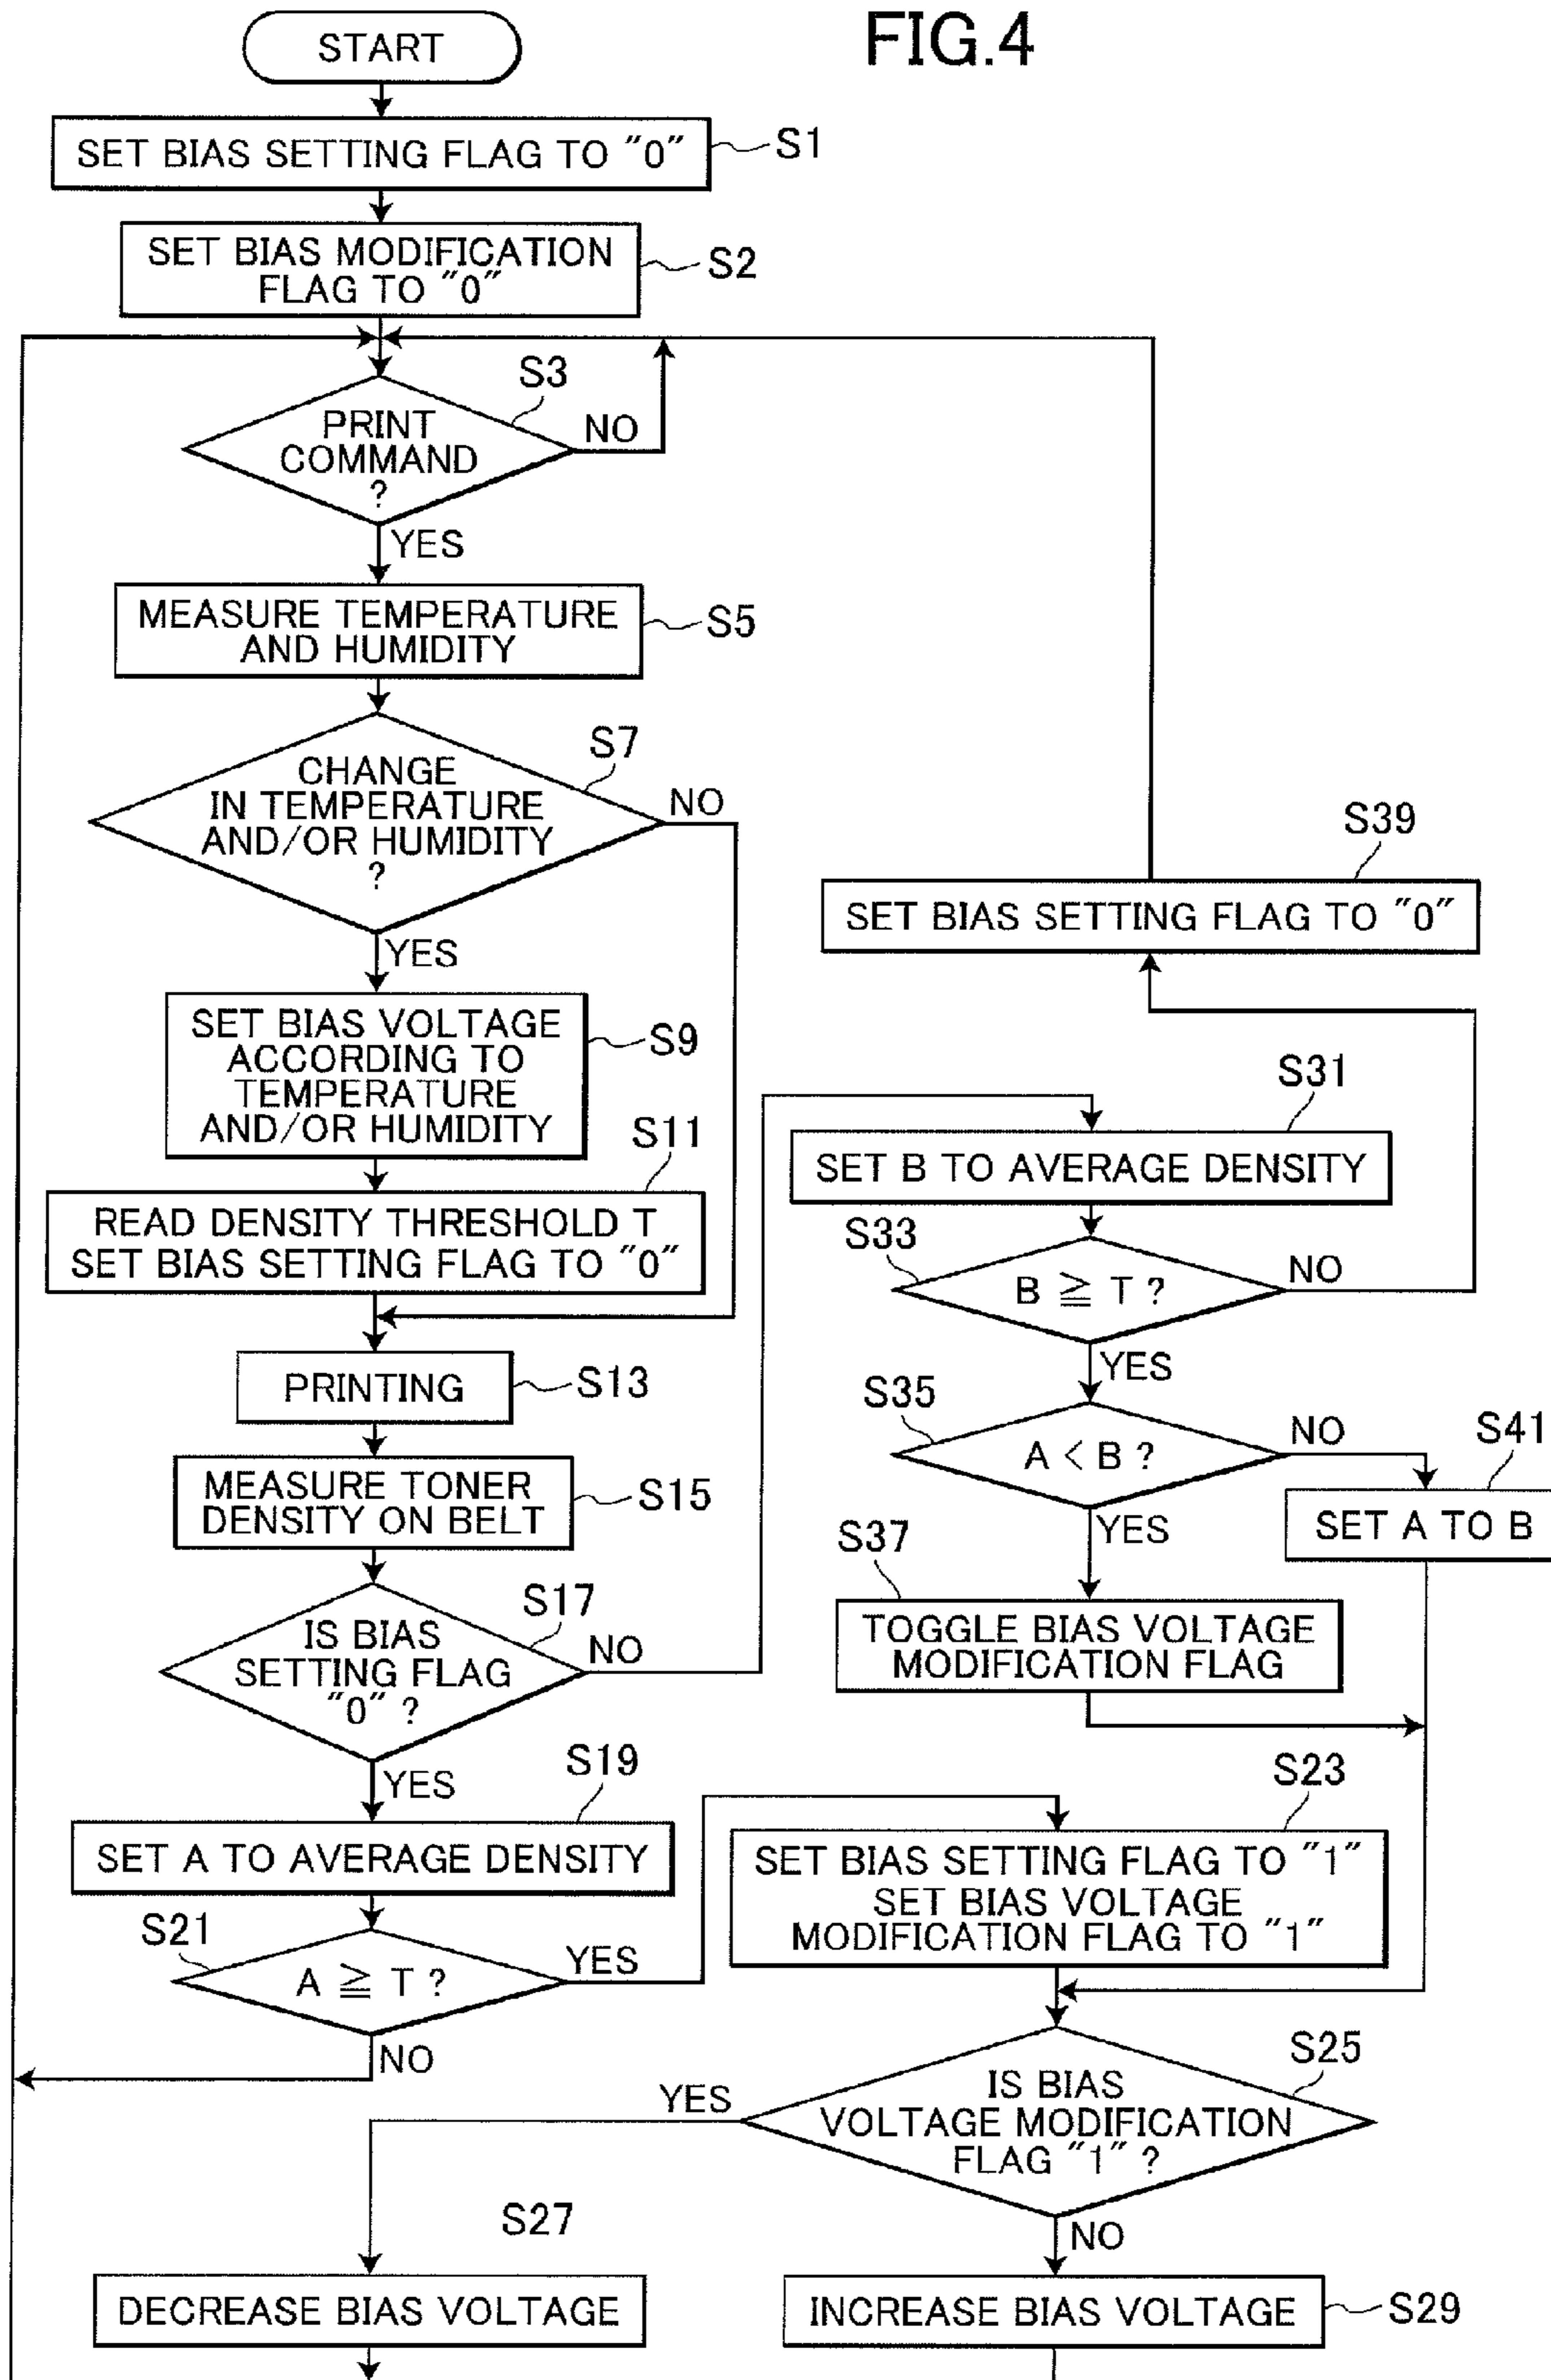 FIG.4
START
SET BIAS SETTING FLAG TO "0"
S1
SET BIAS MODIFICATION
FLAG TO "0"
S2
S3
PRINT
COMMAND
?
NO
YES
MEASURE TEMPERATURE
AND HUMIDITY
S5
S7
CHANGE
IN TEMPERATURE
AND/OR HUMIDITY
?
NO
YES
SET BIAS VOLTAGE
ACCORDING TO
TEMPERATURE
AND/OR HUMIDITY
S9
S11
READ DENSITY THRESHOLD T
SET BIAS SETTING FLAG TO "0"
PRINTING
S13
MEASURE TONER
DENSITY ON BELT
S15
S17
IS BIAS
SETTING FLAG
"0" ?
NO
YES
S19
SET A TO AVERAGE DENSITY
S21
A ≧ T ?
YES
NO
S39
SET BIAS SETTING FLAG TO "0"
S31
SET B TO AVERAGE DENSITY
S33
B ≧ T ?
NO
YES
S35
A < B ?
NO
YES
S41
SET A TO B
S37
TOGGLE BIAS VOLTAGE
MODIFICATION FLAG
S23
SET BIAS SETTING FLAG TO "1"
SET BIAS VOLTAGE
MODIFICATION FLAG TO "1"
S25
IS BIAS
VOLTAGE MODIFICATION
FLAG "1" ?
YES
NO
S27
DECREASE BIAS VOLTAGE
INCREASE BIAS VOLTAGE
S29